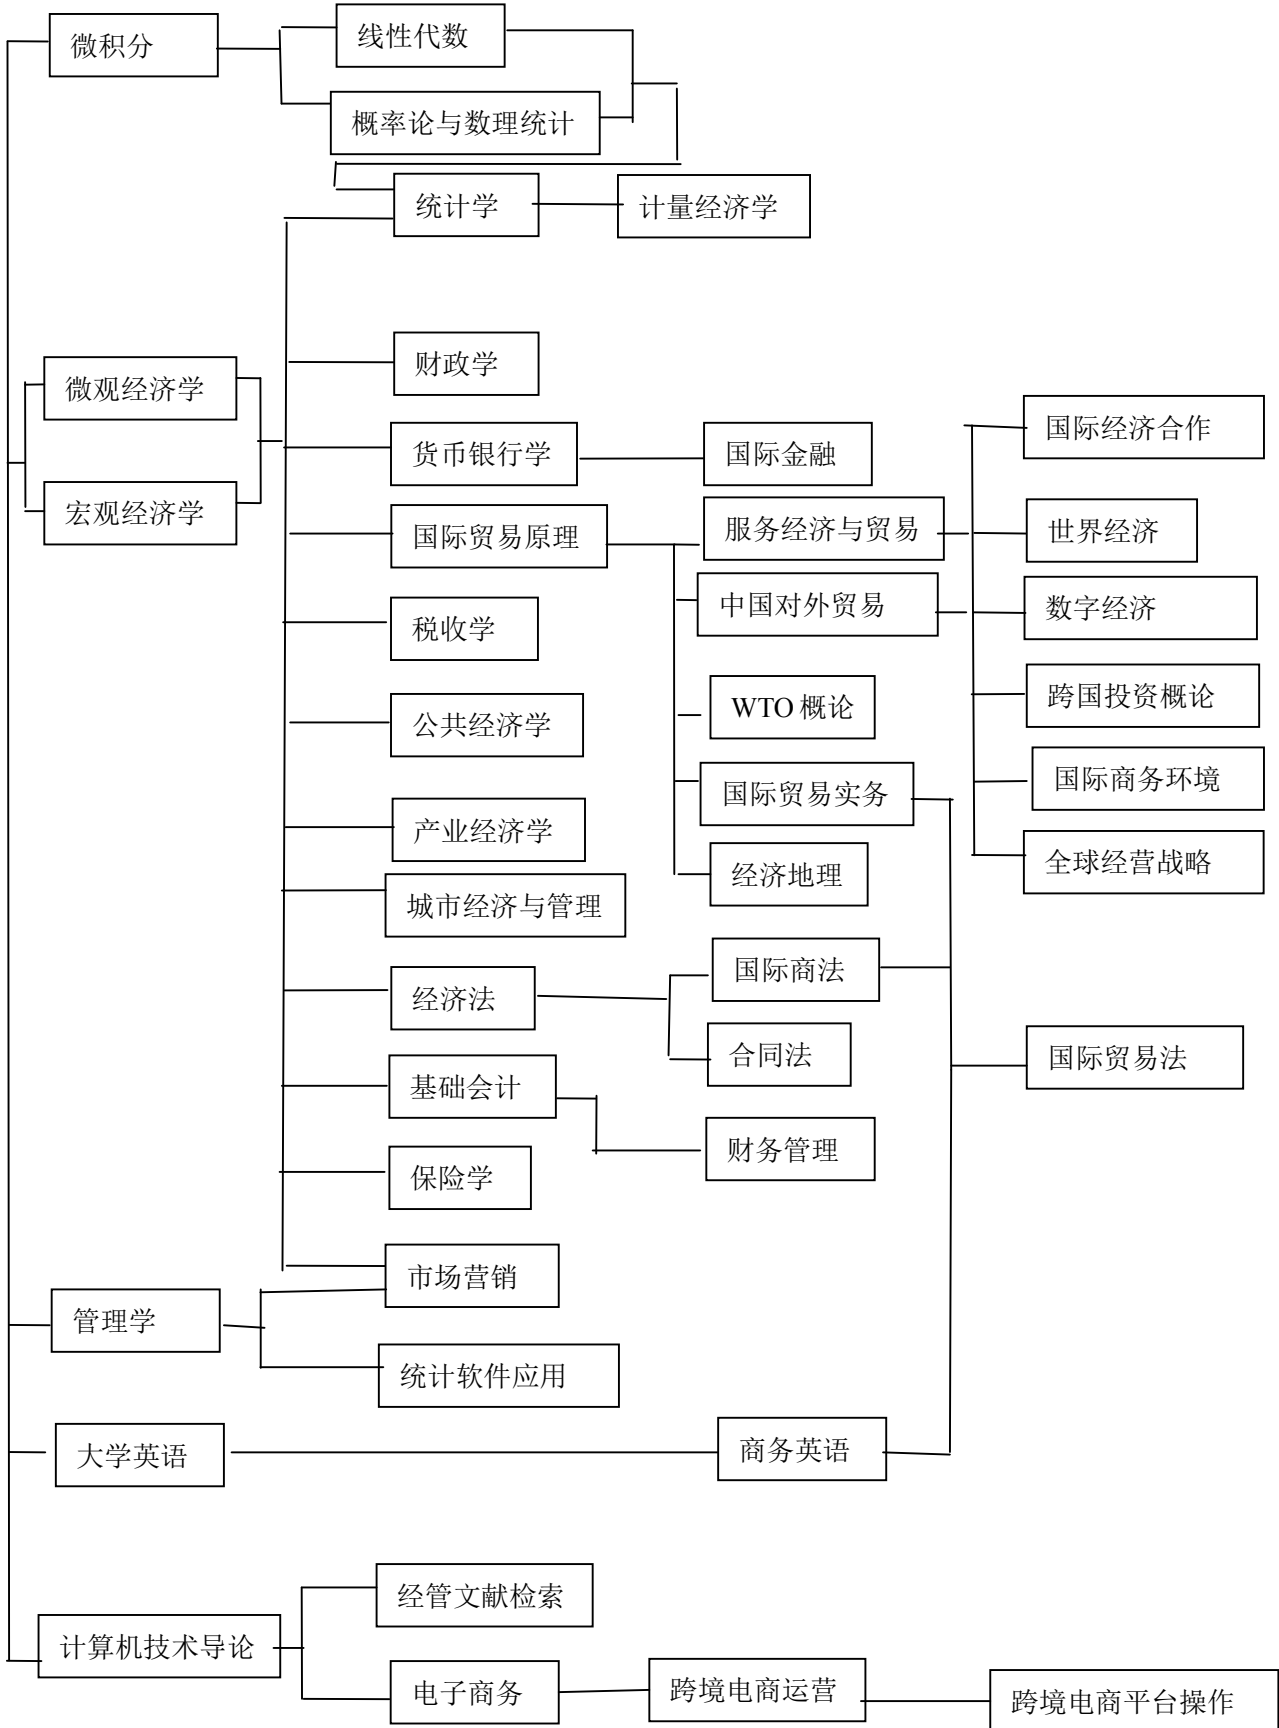 微积分
线性代数
概率论与数理统计
统计学
计量经济学
财政学
微观经济学
宏观经济学
货币银行学
国际金融
国际经济合作
国际贸易原理
服务经济与贸易
世界经济
中国对外贸易
数字经济
税收学
公共经济学
WTO 概论
跨国投资概论
国际贸易实务
国际商务环境
产业经济学
经济地理
全球经营战略
城市经济与管理
国际商法
经济法
合同法
国际贸易法
基础会计
财务管理
保险学
市场营销
管理学
统计软件应用
大学英语
商务英语
经管文献检索
计算机技术导论
电子商务
跨境电商运营
跨境电商平台操作